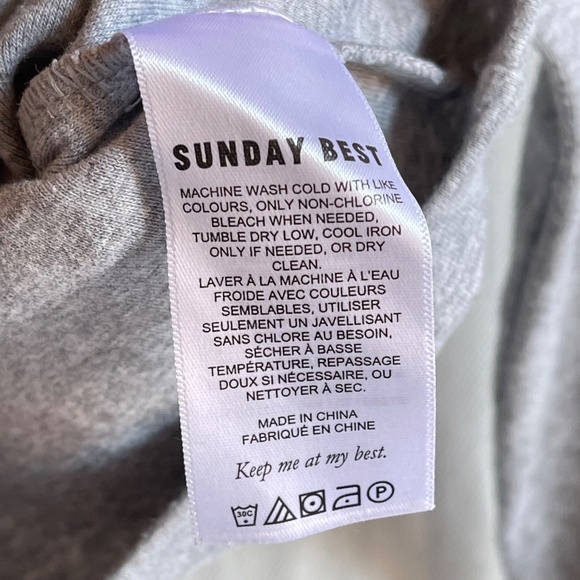 SUNDAY BEST
MACHINE WASH COLD WITH LIKE
COLOURS, ONLY NON-CHLORINE
BLEACH WHEN NEEDED,
TUMBLE DRY LOW, COOL IRON
ONLY IF NEEDED, OR DRY
CLEAN.
LAVER À LA MACHINE À L'EAU
FROIDE AVEC COULEURS
SEMBLABLES, UTILISER
SEULEMENT UN JAVELLISANT
SANS CHLORE AU BESOIN,
SÉCHER À BASSE
TEMPÉRATURE, REPASSAGE
DOUX SI NÉCESSAIRE, OU
NETTOYER À SEC.
MADE IN CHINA
FABRIQUÉ EN CHINE
Keep me at my best.
30C P